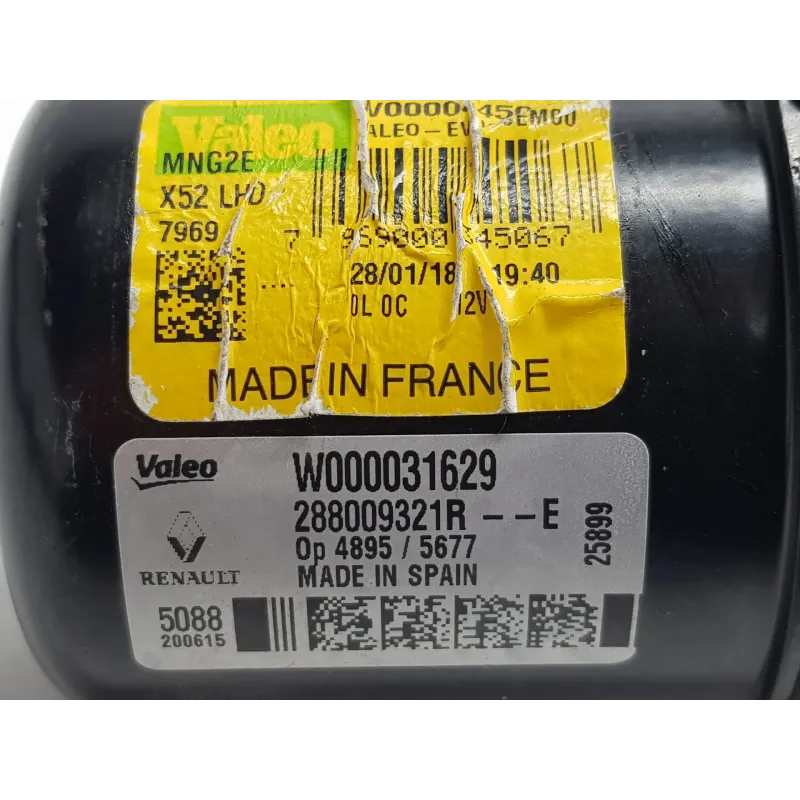 Valeo
MNG2E
X52 LHD
7969
28/01/18 19:40
0L 0C 12V
MADE IN FRANCE
Valeo
W000031629
288009321R - - E
Op 4895 / 5677
MADE IN SPAIN
25899
RENAULT
5088
200615